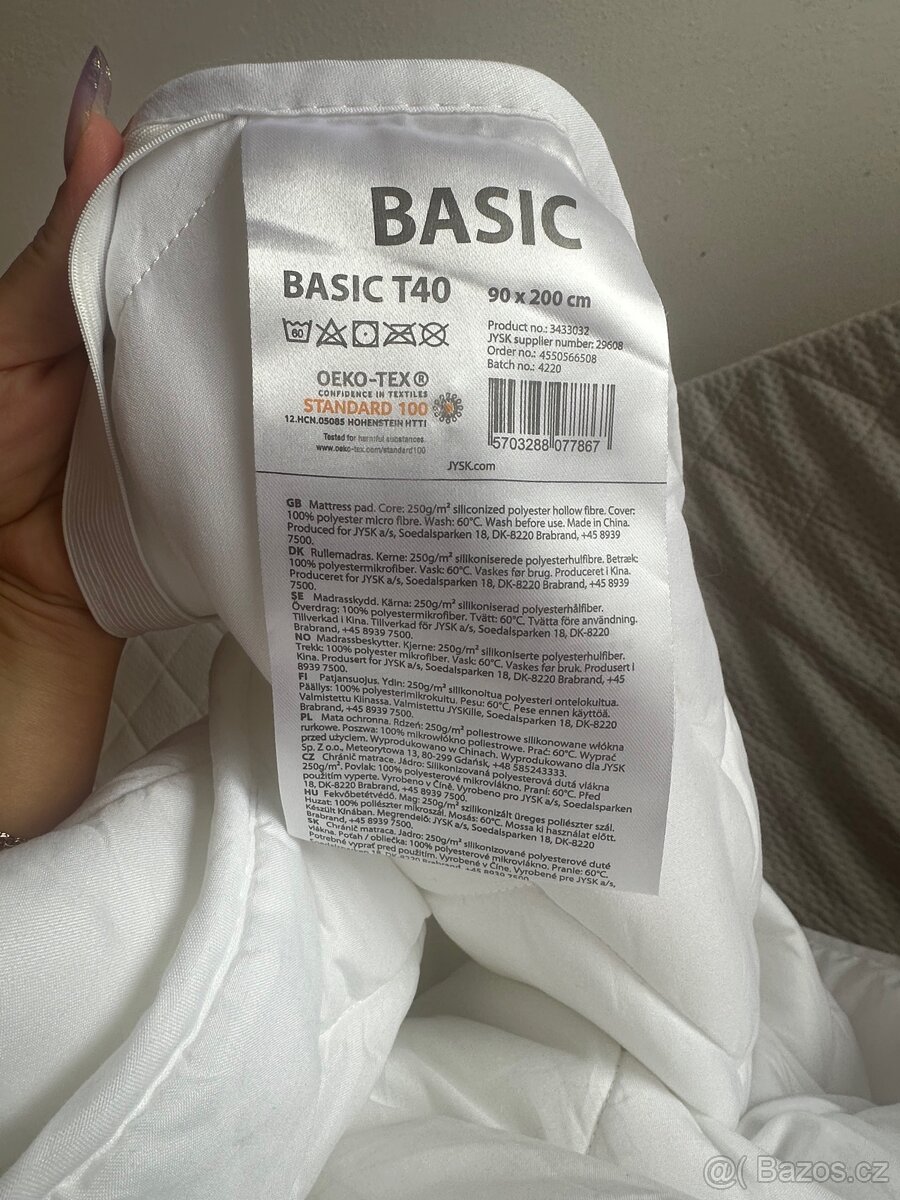 BASIC
BASIC T40
90 x 200 cm
60
Product no.: 3433032
JYSK supplier number: 29608
Order no.: 4550566508
Batch no.: 4220
OEKO-TEX®
CONFIDENCE IN TEXTILES
STANDARD 100
12.HCN.05085 HOHENSTEIN HTTI
Tested for harmful substances
www.oeko-tex.com/standard100
5703288 077867
JYSK.com
GB Mattress pad. Core: 250g/m² siliconized polyester hollow fibre. Cover:
100% polyester micro fibre. Wash: 60°C. Wash before use. Made in China.
Produced for JYSK a/s, Soedalsparken 18, DK-8220 Brabrand, +45 8939
7500.
DK Rullemadras. Kerne: 250g/m² silikoniserede polyesterhulfibre. Betræk:
100% polyestermikrofiber. Vask: 60°C. Vaskes før brug. Produceret i Kina.
Produceret for JYSK a/s, Soedalsparken 18, DK-8220 Brabrand, +45 8939
7500.
SE Madrasskydd. Kärna: 250g/m² silikoniserad polyesterhålfiber.
Överdrag: 100% polyestermikrofiber. Tvätt: 60°C. Tvätta före användning.
Tillverkad i Kina. Tillverkad för JYSK a/s, Soedalsparken 18, DK-8220
Brabrand, +45 8939 7500.
NO Madrassbeskytter. Kjerne: 250g/m² silikoniserte polyesterhulfiber.
Trekk: 100% polyester mikrofiber. Vask: 60°C. Vaskes før bruk. Produsert i
Kina. Produsert for JYSK a/s, Soedalsparken 18, DK-8220 Brabrand, +45
8939 7500.
FI Patjansuojus. Ydin: 250g/m² silikonoitua polyesteri ontelokuitua.
Päällys: 100% polyesterimikrokuitu. Pesu: 60°C. Pese ennen käyttöä.
Valmistettu Kiinassa. Valmistettu JYSKille, Soedalsparken 18, DK-8220
Brabrand, +45 8939 7500.
PL Mata ochronna. Rdzeń: 250g/m² poliestrowe silikonowane włókna
rurkowe. Poszwa: 100% mikrowłókno poliestrowe. Prać: 60°C. Wyprać
przed użyciem. Wyprodukowano w Chinach. Wyprodukowano dla JYSK
Sp. Z o.o., Meteorytowa 13, 80-299 Gdańsk, +48 585243333.
CZ Chránič matrace. Jádro: Silikonizovaná polyesterová dutá vlákna
250g/m². Povlak: 100% polyesterové mikrovlákno. Praní: 60°C. Před
použitím vyperte. Vyrobeno v Číně. Vyrobeno pro JYSK a/s, Soedalsparken
18, DK-8220 Brabrand, +45 8939 7500.
HU Fekvőbetétvédő. Mag: 250g/m² szilikonizált üreges poliészter szál.
Huzat: 100% poliészter mikroszál. Mosás: 60°C. Mossa ki használat előtt.
Készült Kínában. Megrendelő: JYSK a/s, Soedalsparken 18, DK-8220
Brabrand, +45 8939 7500.
SK Chránič matraca. Jadro: 250g/m² silikonizované polyesterové duté
vlákna. Poťah / obliečka: 100% polyesterové mikrovlákno. Pranie: 60°C.
Potrebné vyprať pred použitím. Vyrobené v Číne. Vyrobené pre JYSK a/s,
18, DK-8220 Brabrand, +45 8939 7500
@( Bazos.cz